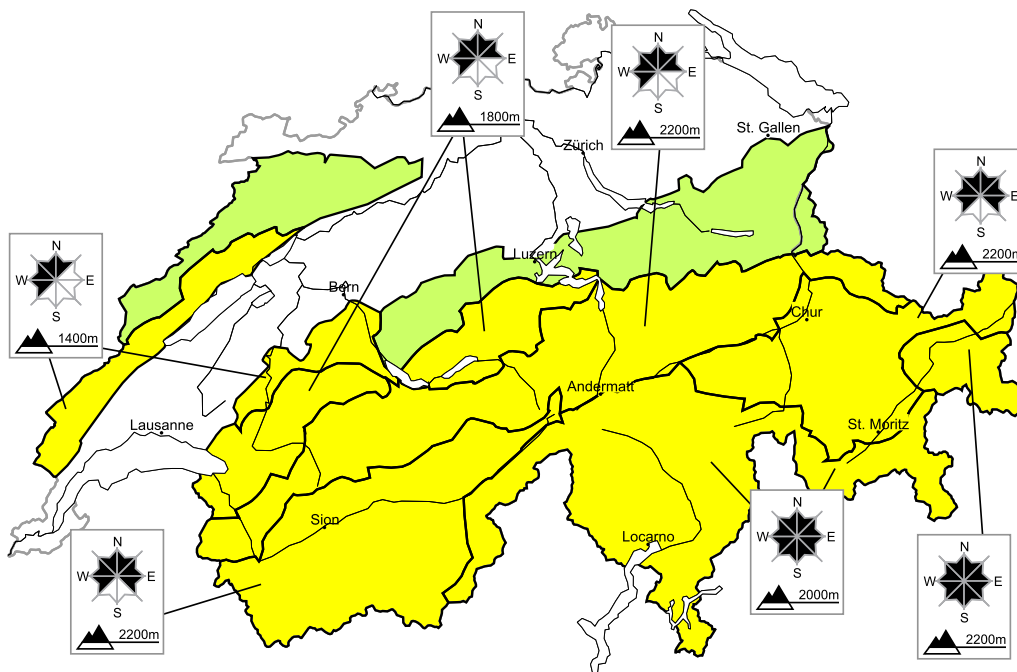 N
W E
S
1800m
N
W E
S
2200m
St. Gallen
Zürich
N
W E
S
2200m
N
W E
S
1400m
Luzern
Bern
Chur
Andermatt
Lausanne
St. Moritz
Sion
Locarno
N
W E
S
2000m
N
W E
S
2200m
N
W E
S
2200m